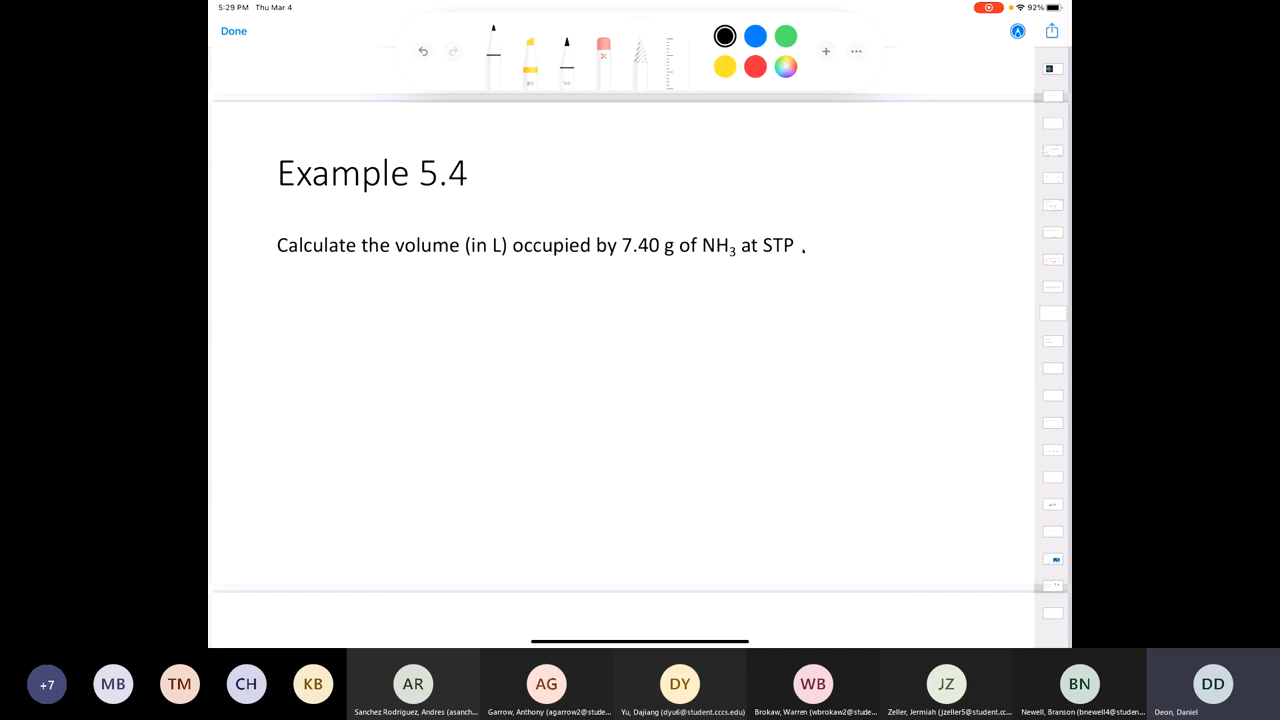 5:29 PM Thu Mar 4
92%
Done
Example 5.4
Calculate the volume (in L) occupied by 7.40 g of NH₃ at STP .
+7
MB
TM
CH
KB
AR
AG
DY
WB
JZ
BN
DD
Sanchez Rodriguez, Andres (asanch...
Garrow, Anthony (agarrow2@stude...
Yu, Dajiang (dyu6@student.cccs.edu)
Brokaw, Warren (wbrokaw2@stude...
Zeller, Jermiah (jzeller5@student.cc...
Newell, Branson (bnewell4@studen...
Deon, Daniel